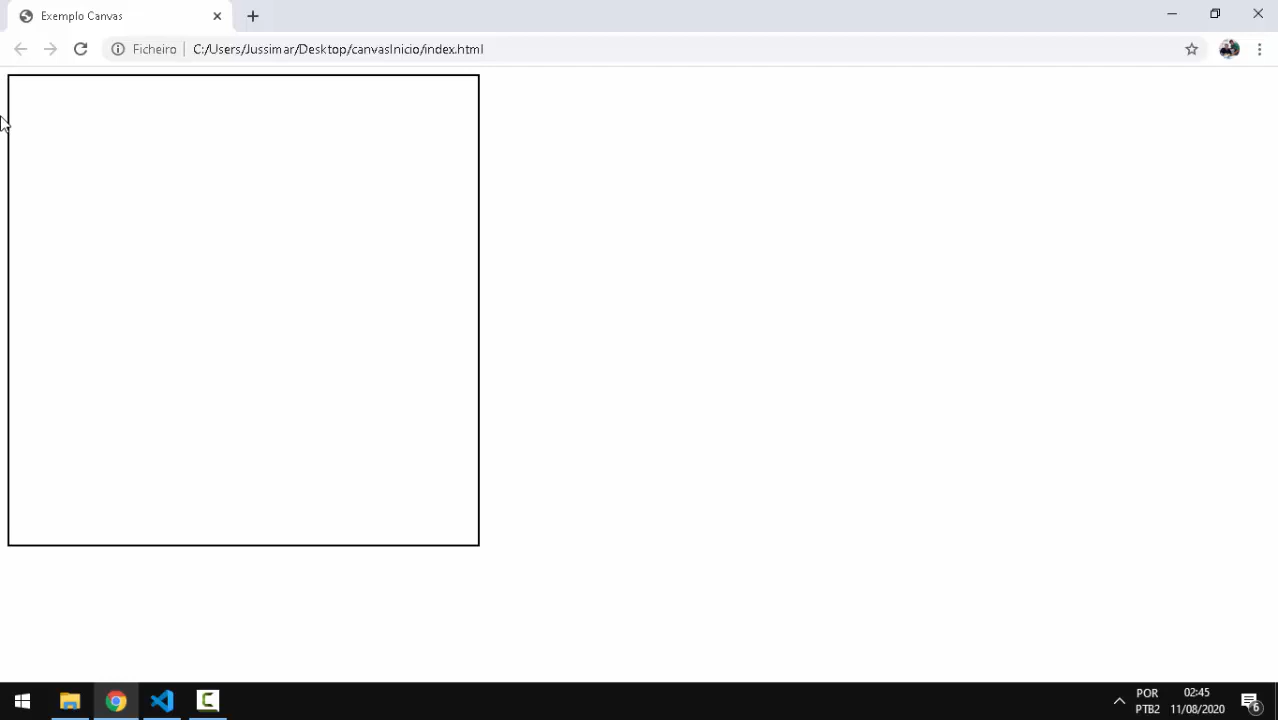 Exemplo Canvas
Ficheiro C:/Users/Jussimar/Desktop/canvasInicio/index.html
POR
PTB2
02:45
11/08/2020
6